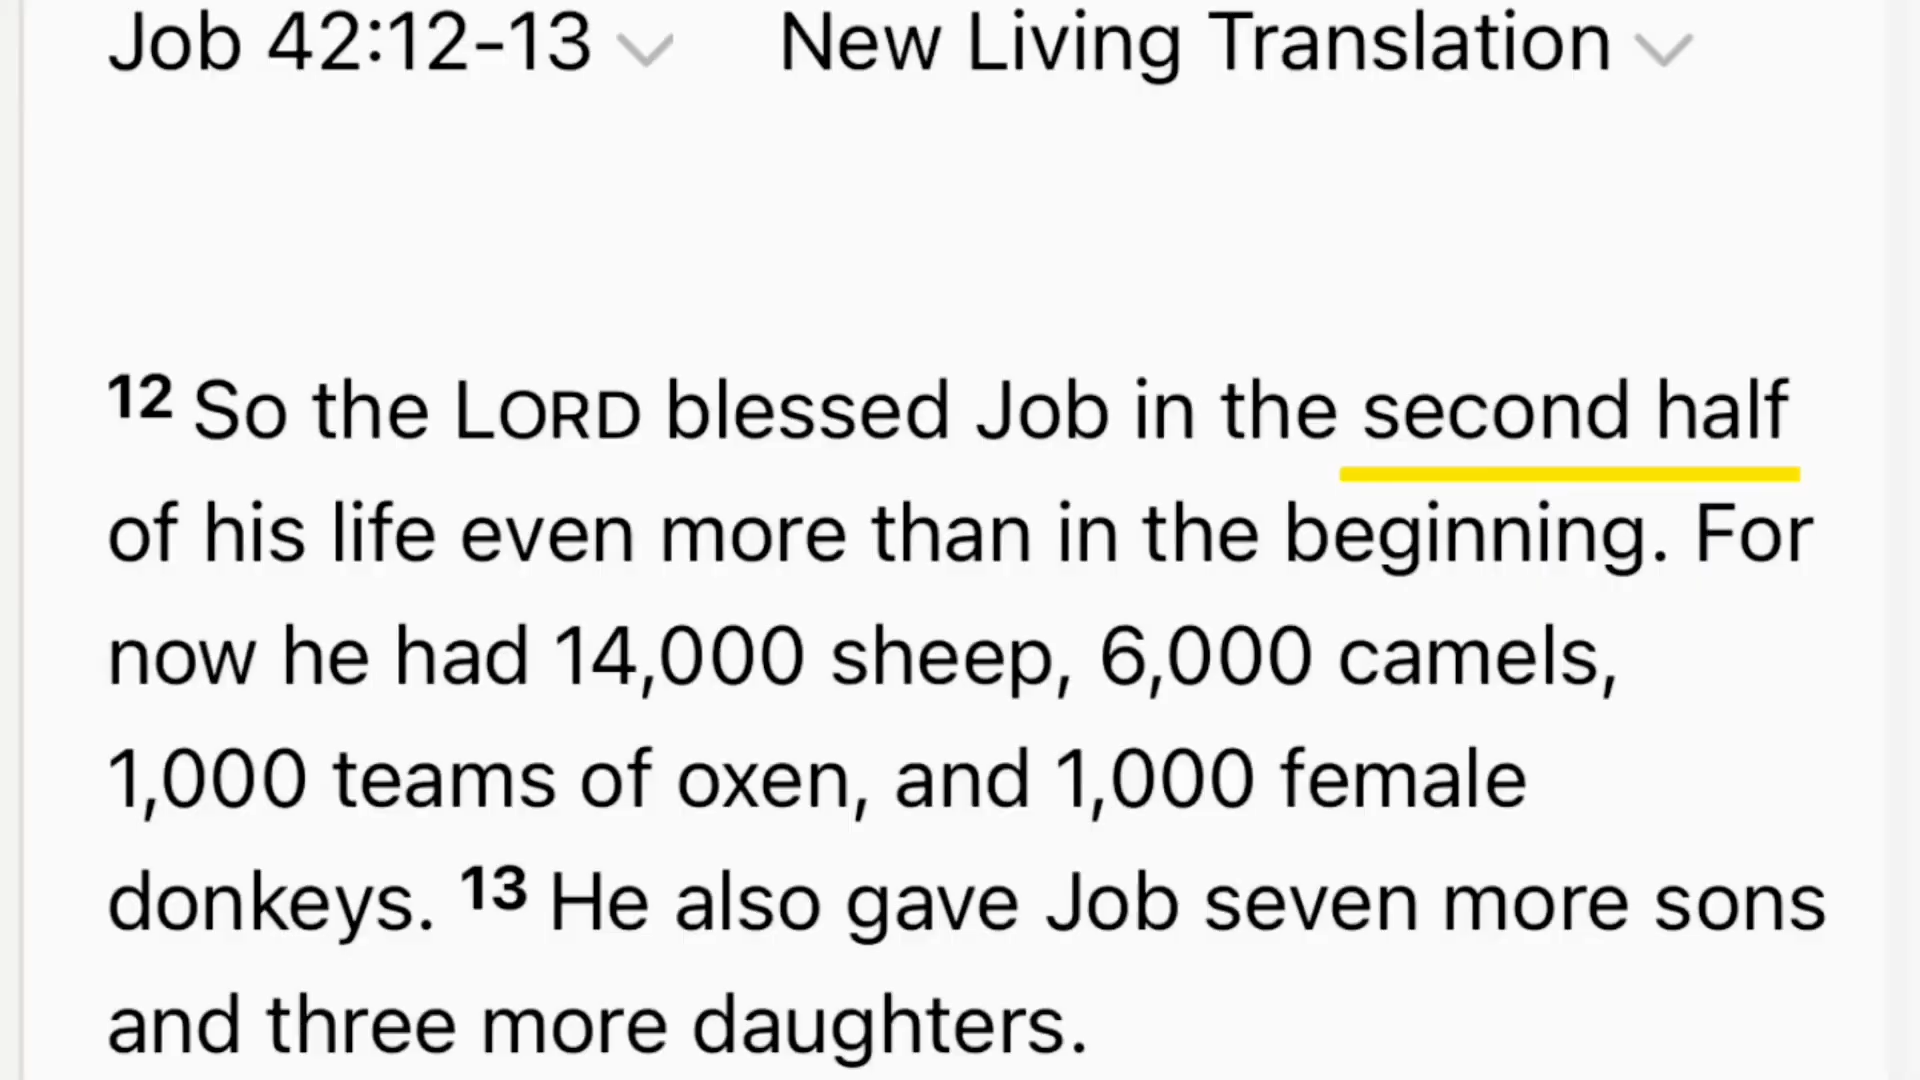 Job 42:12-13 New Living Translation
12 So the LORD blessed Job in the second half
of his life even more than in the beginning. For
now he had 14,000 sheep, 6,000 camels,
1,000 teams of oxen, and 1,000 female
donkeys. 13 He also gave Job seven more sons
and three more daughters.